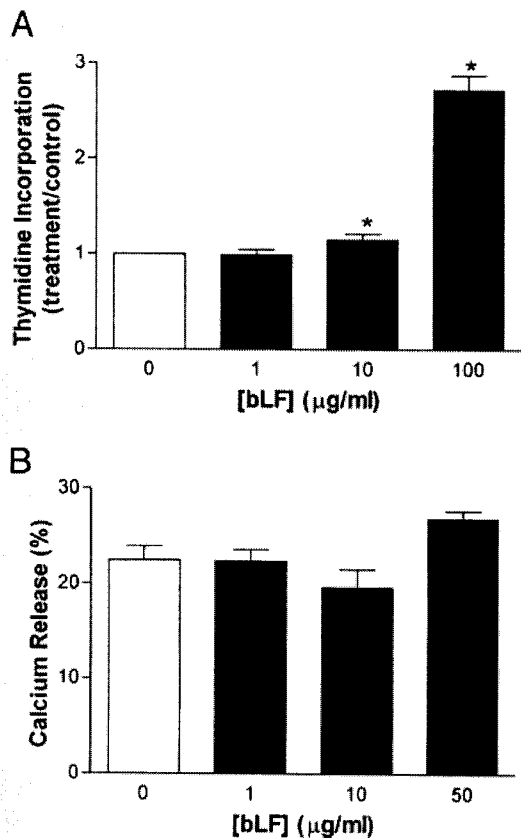 A
Thymidine Incorporation
(treatment/control)
3
2
1
0
*
*
0 1 10 100
[bLF] (μg/ml)
B
Calcium Release (%)
30
20
10
0
0 1 10 50
[bLF] (μg/ml)